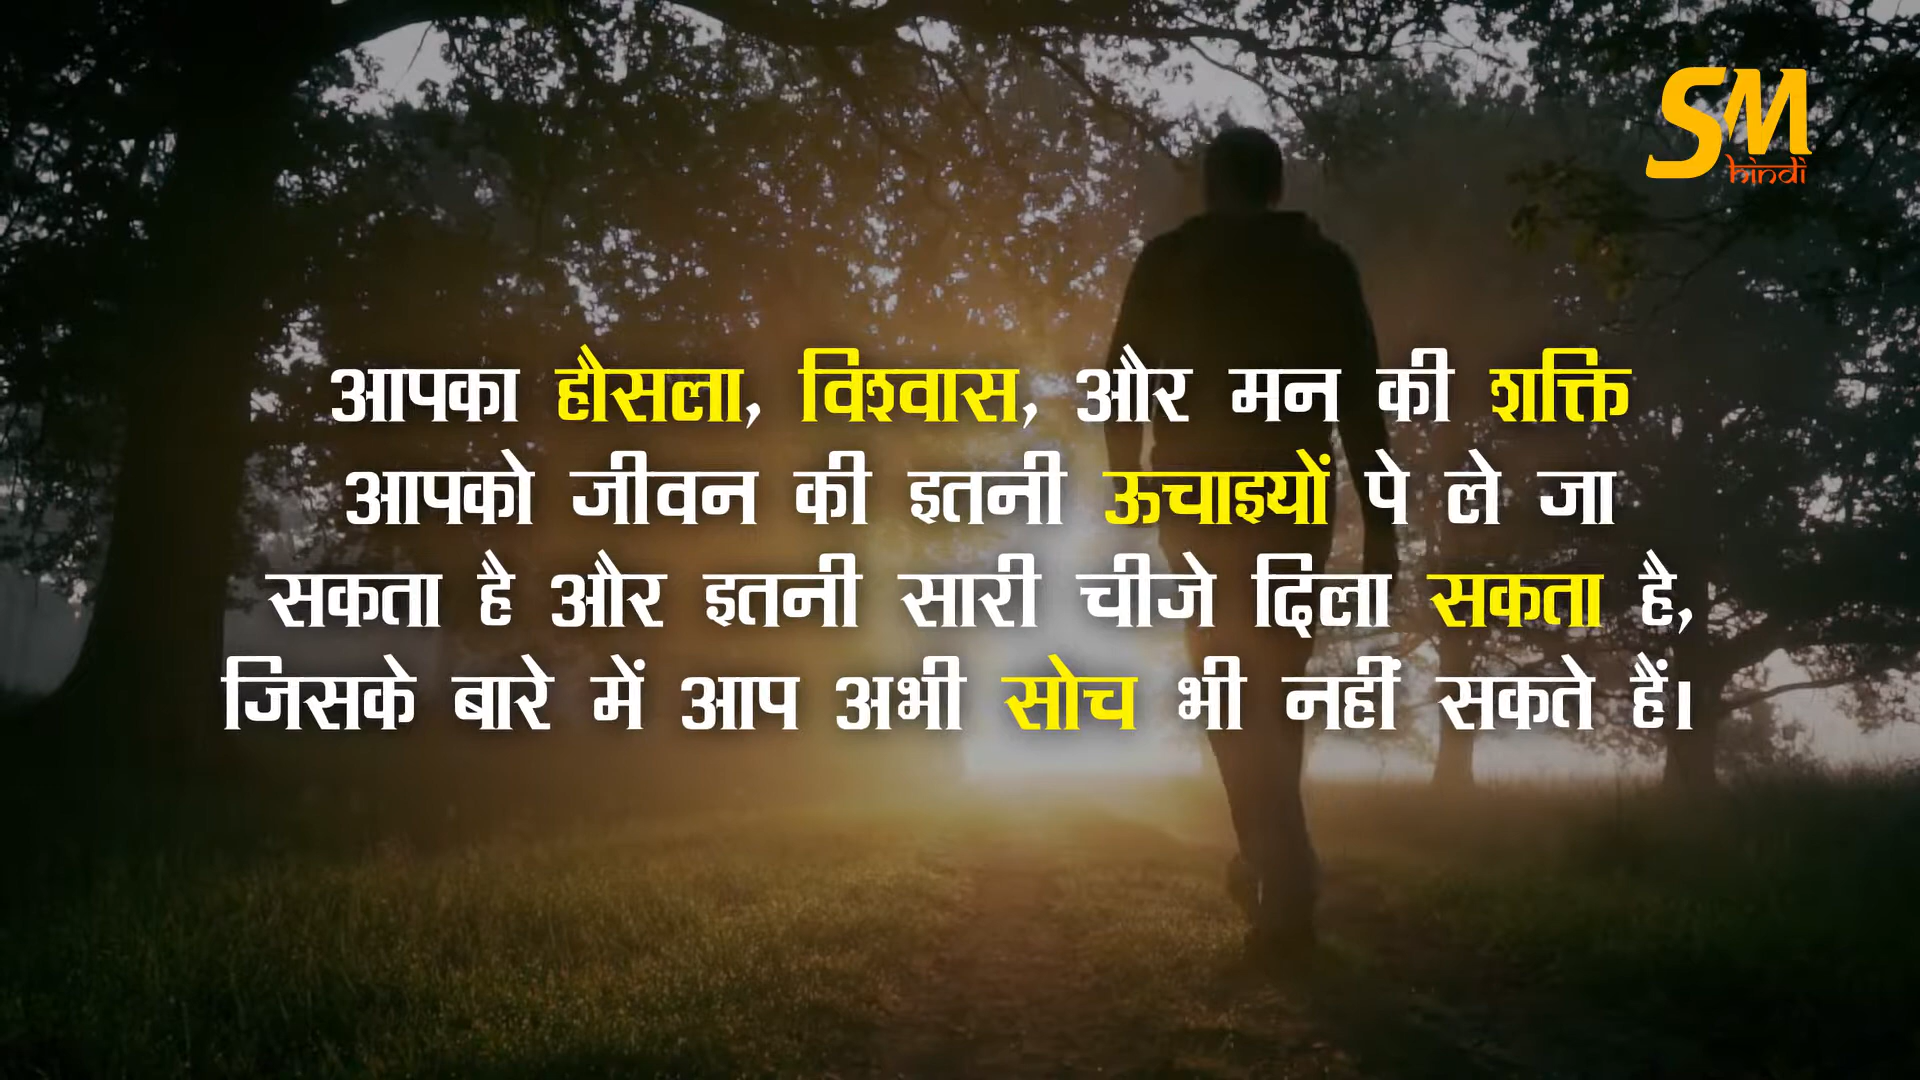 SM
hindi
आपका हौसला, विश्वास, और मन की शक्ति
आपको जीवन की इतनी ऊचाइयों पे ले जा
सकता है और इतनी सारी चीजे दिला सकता है,
जिसके बारे में आप अभी सोच भी नहीं सकते हैं।